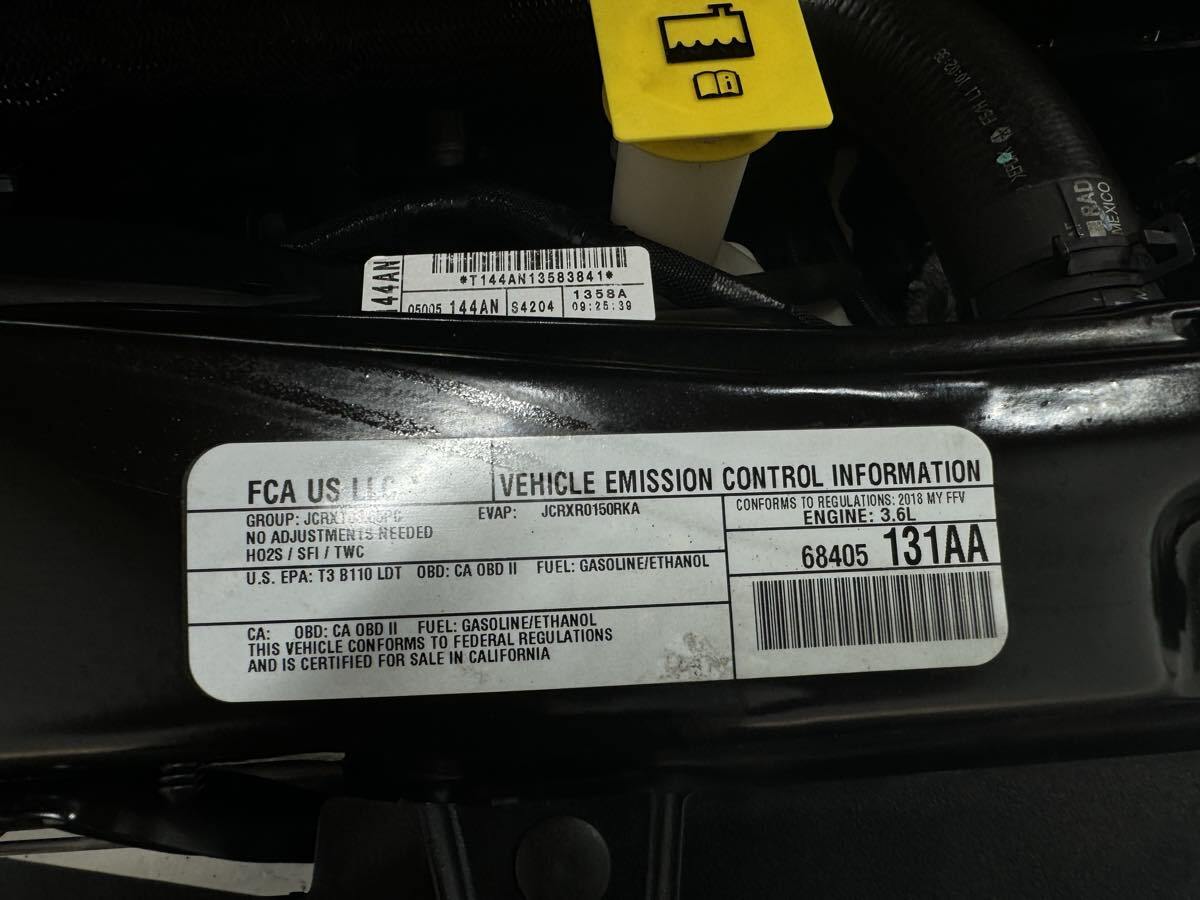 RAD
MEXICO
44AN
*T144AN13583841*
05005 144AN S4204 1358A
09:25:39
FCA US LLC
VEHICLE EMISSION CONTROL INFORMATION
GROUP: EVAP: JCRXR0150RKA
NO ADJUSTMENTS NEEDED
HO2S / SFI / TWC
CONFORMS TO REGULATIONS: 2018 MY FFV
ENGINE: 3.6L
68405 131AA
U.S. EPA: T3 B110 LDT OBD: CA OBD II FUEL: GASOLINE/ETHANOL
CA: OBD: CA OBD II FUEL: GASOLINE/ETHANOL
THIS VEHICLE CONFORMS TO FEDERAL REGULATIONS
AND IS CERTIFIED FOR SALE IN CALIFORNIA